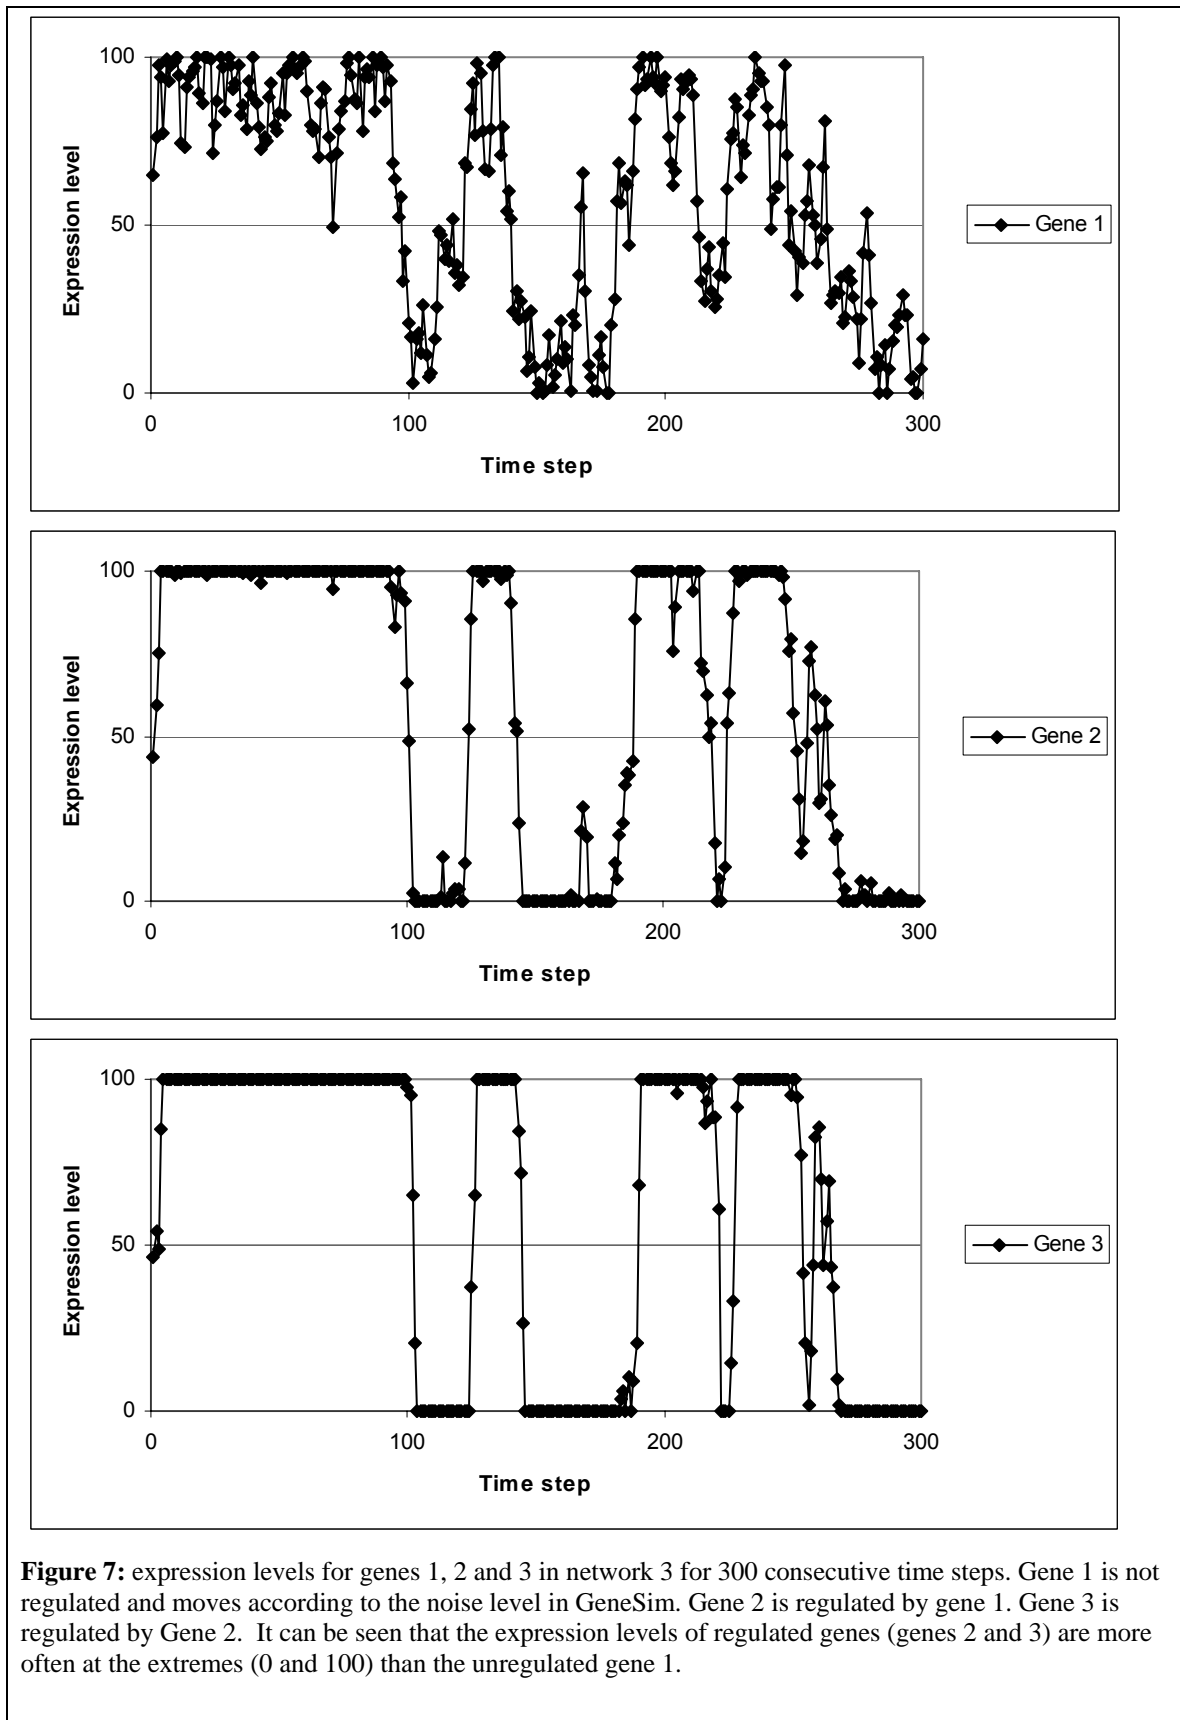 100
50
0
Expression level
0
100
200
300
Time step
Gene 1
100
50
0
Expression level
0
100
200
300
Time step
Gene 2
100
50
0
Expression level
0
100
200
300
Time step
Gene 3
Figure 7: expression levels for genes 1, 2 and 3 in network 3 for 300 consecutive time steps. Gene 1 is not
regulated and moves according to the noise level in GeneSim. Gene 2 is regulated by gene 1. Gene 3 is
regulated by Gene 2.  It can be seen that the expression levels of regulated genes (genes 2 and 3) are more
often at the extremes (0 and 100) than the unregulated gene 1.